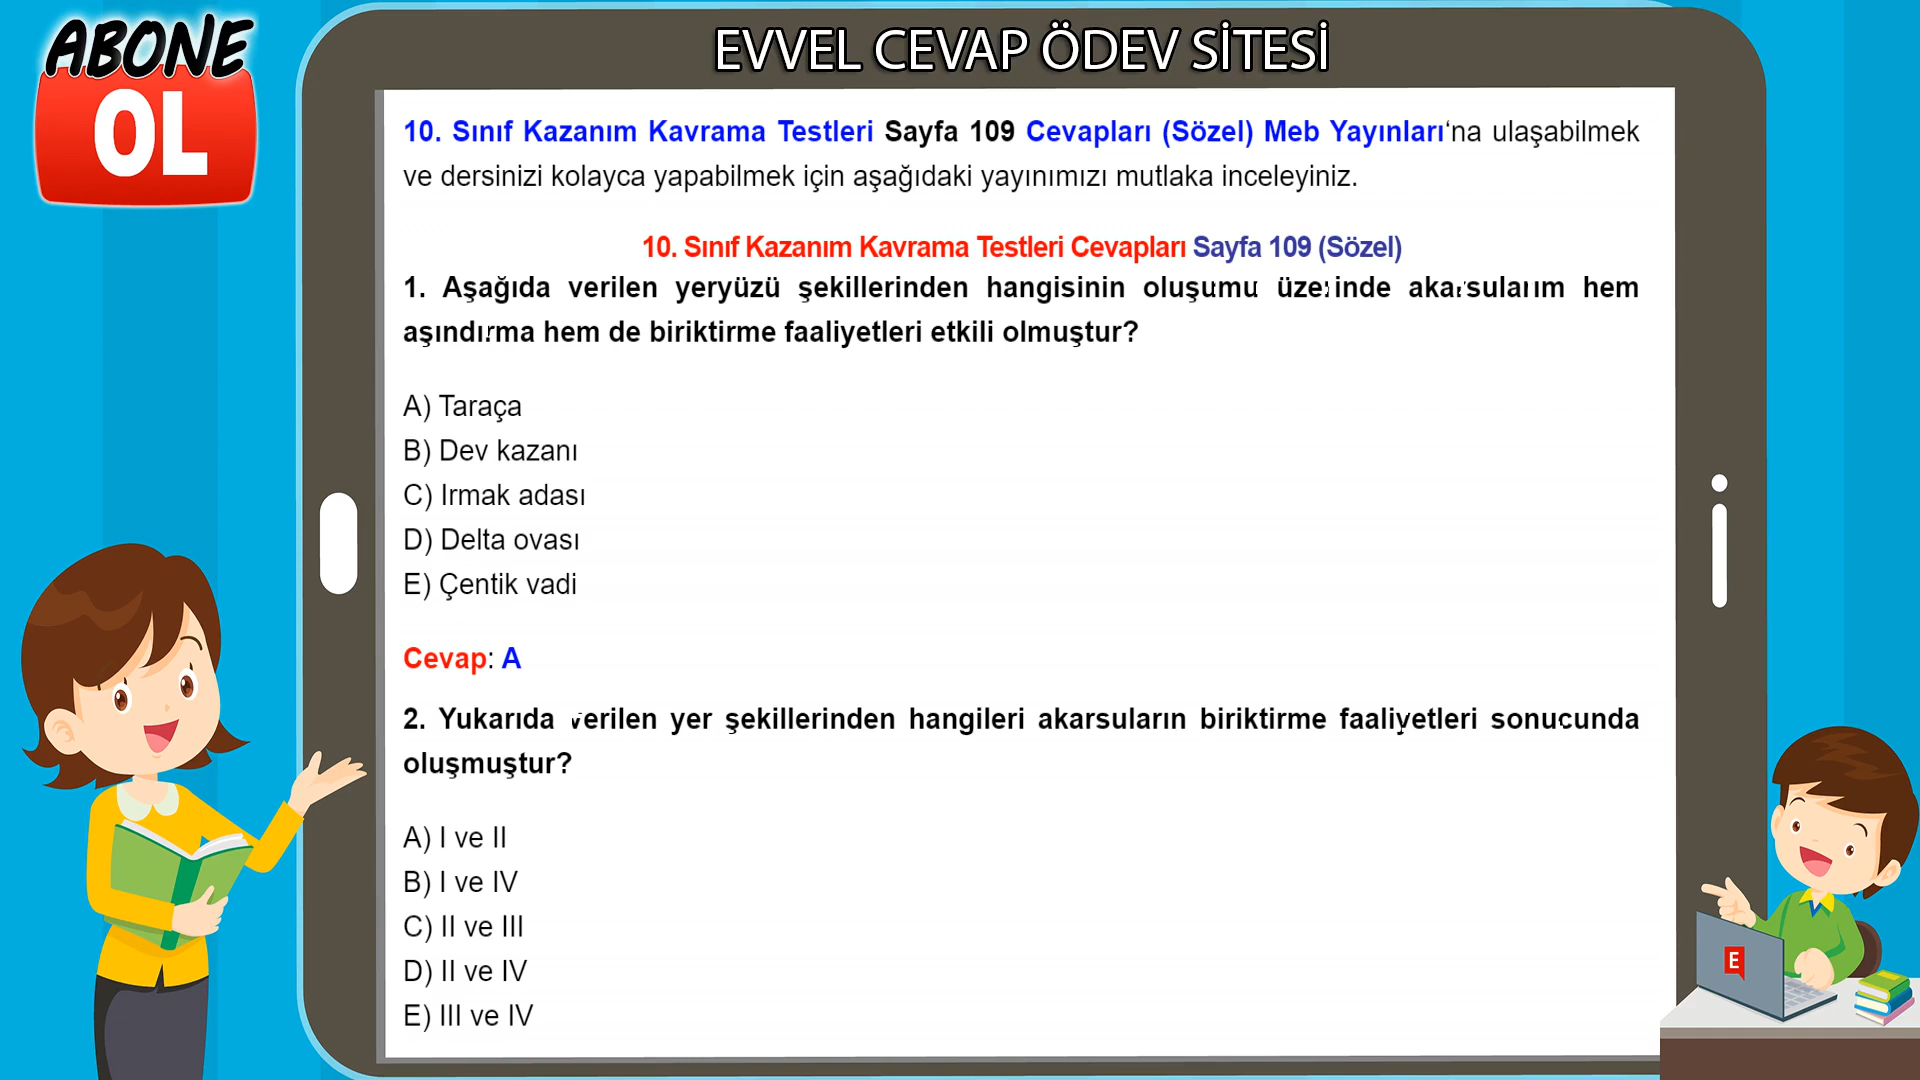 ABONE
OL
EVVEL CEVAP ÖDEV SİTESİ
10. Sınıf Kazanım Kavrama Testleri Sayfa 109 Cevapları (Sözel) Meb Yayınları‘na ulaşabilmek
ve dersinizi kolayca yapabilmek için aşağıdaki yayınımızı mutlaka inceleyiniz.
10. Sınıf Kazanım Kavrama Testleri Cevapları Sayfa 109 (Sözel)
1. Aşağıda verilen yeryüzü şekillerinden hangisinin oluşumu üzerinde akarsularım hem
aşındırma hem de biriktirme faaliyetleri etkili olmuştur?
A) Taraça
B) Dev kazanı
C) Irmak adası
D) Delta ovası
E) Çentik vadi
Cevap: A
2. Yukarıda verilen yer şekillerinden hangileri akarsuların biriktirme faaliyetleri sonucunda
oluşmuştur?
A) I ve II
B) I ve IV
C) II ve III
D) II ve IV
E) III ve IV
E